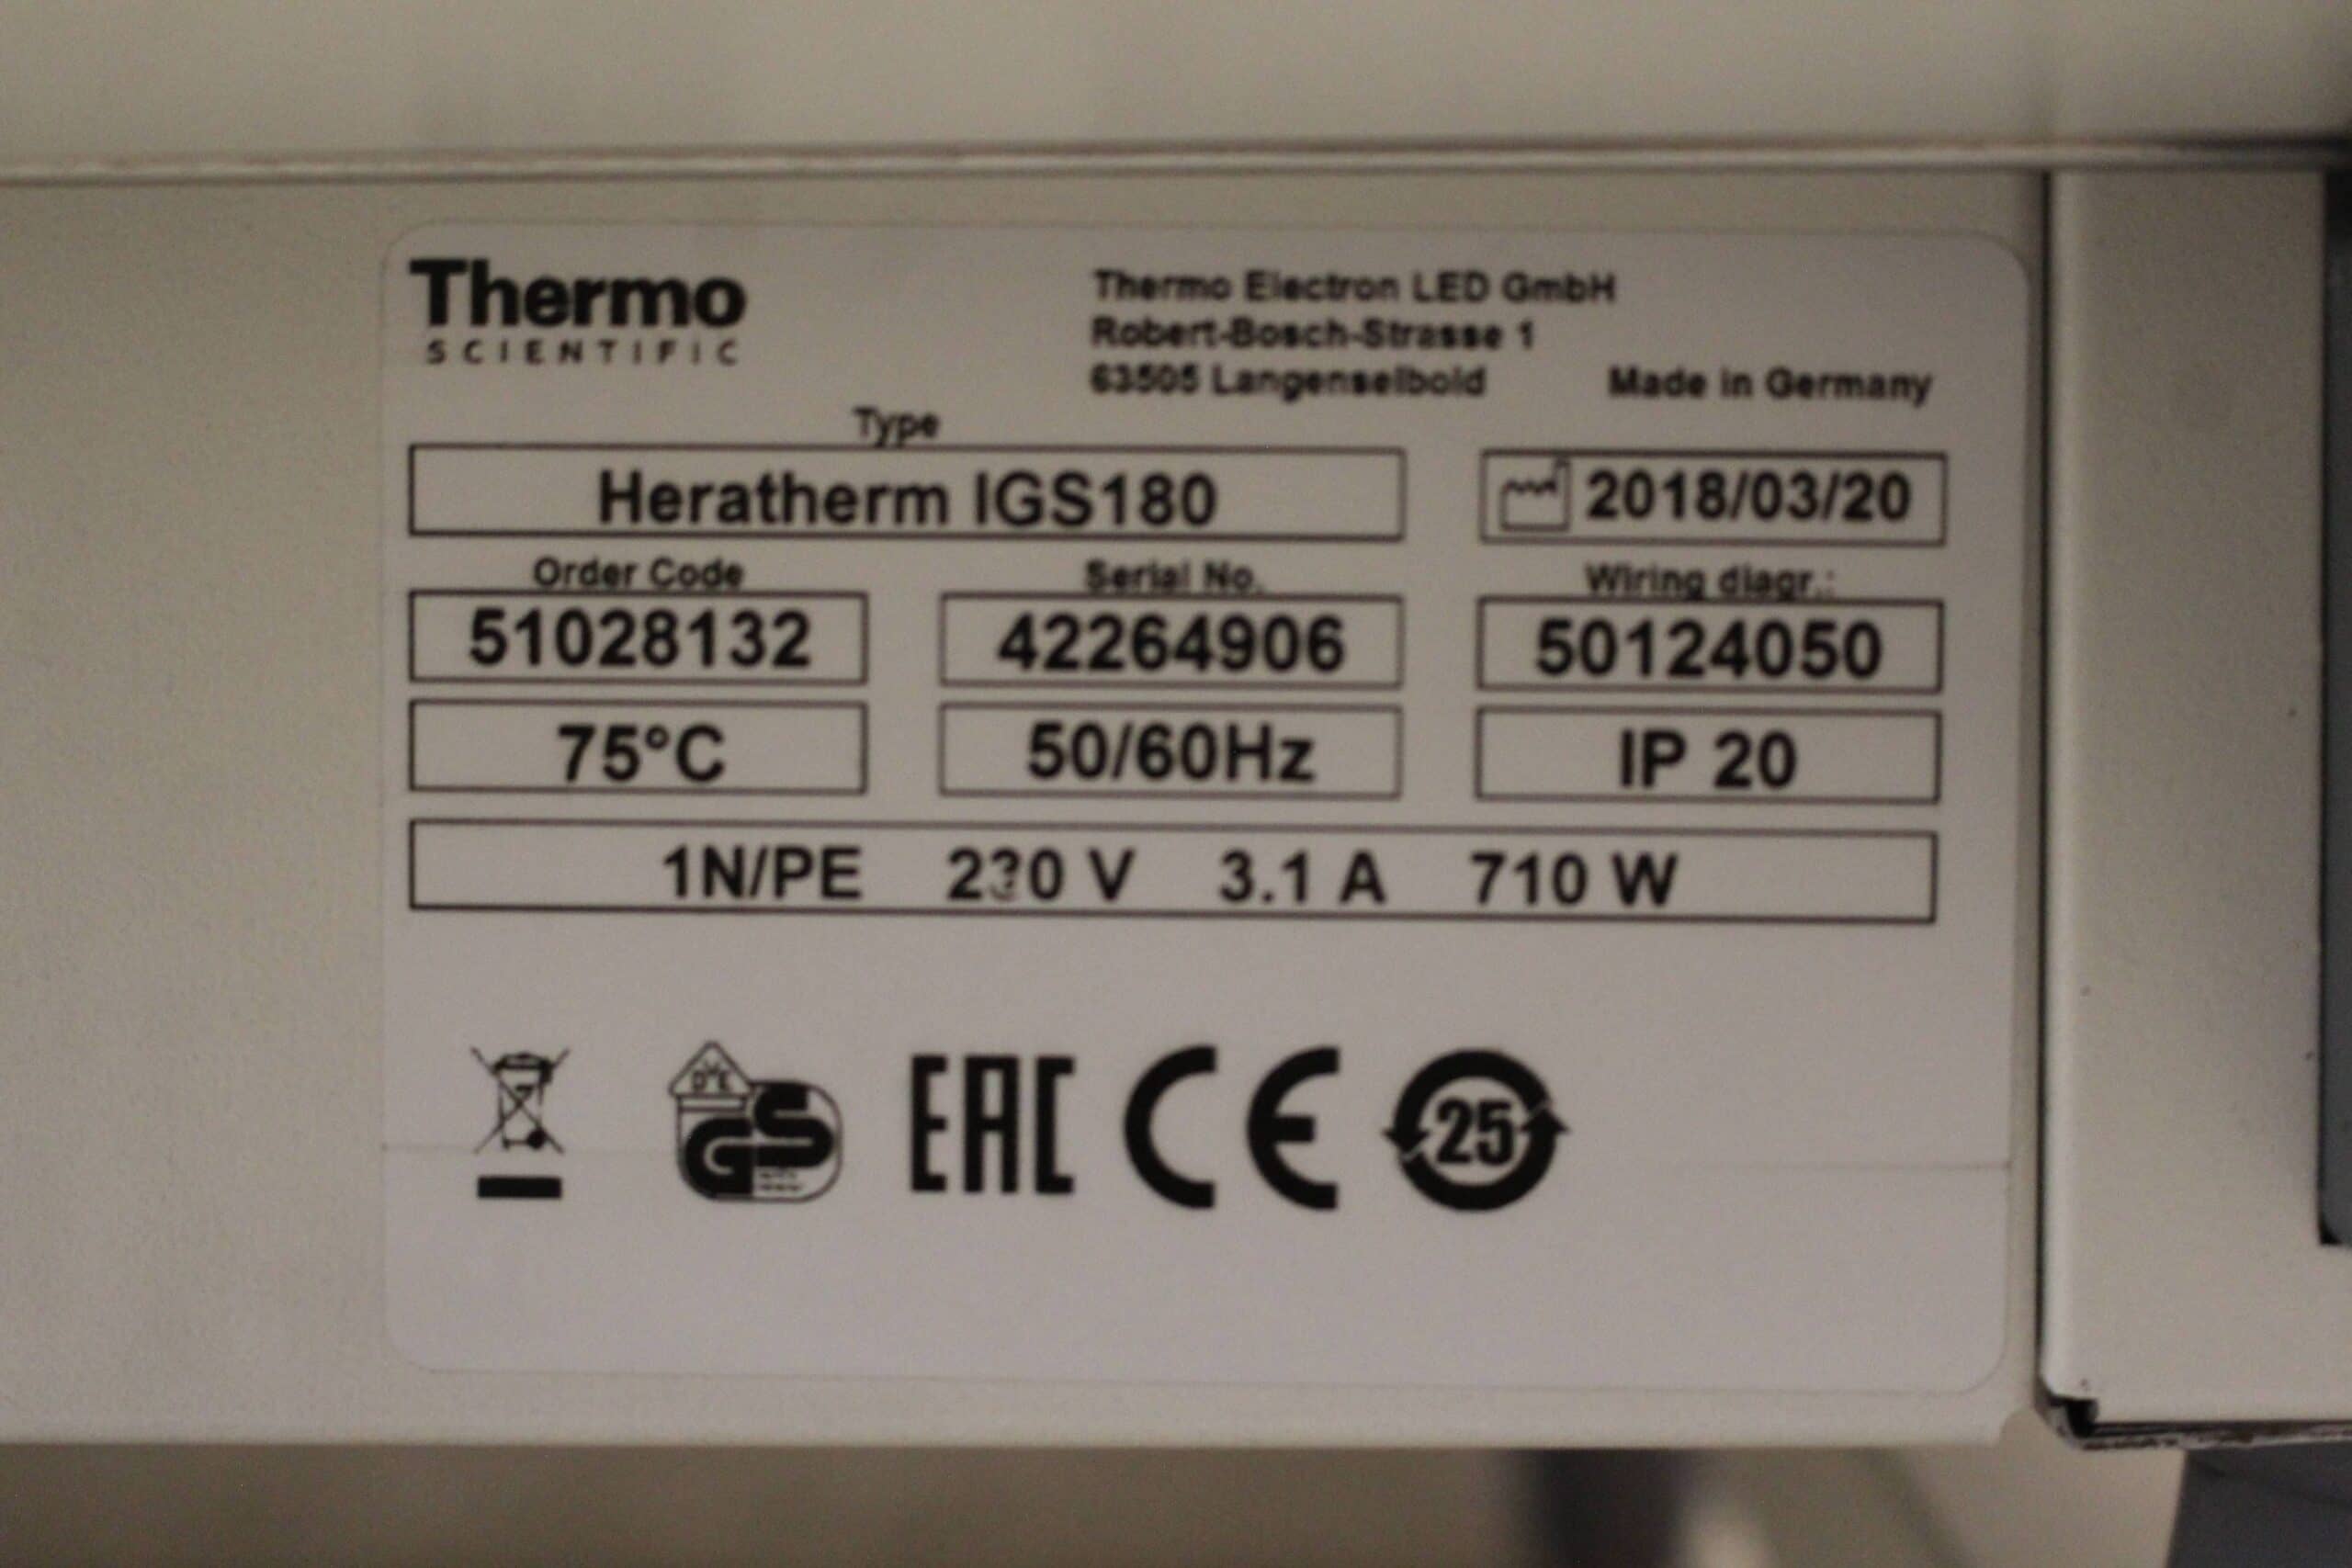 Thermo
SCIENTIFIC
Thermo Electron LED GmbH
Robert-Bosch-Strasse 1
63505 Langenselbold
Made in Germany
Type
Heratherm IGS180
2018/03/20
Order Code
Serial No.
Wiring diagr.:
51028132
42264906
50124050
75°C
50/60Hz
IP 20
1N/PE 230 V 3.1 A 710 W
DVE
GS
EAC
CE
25